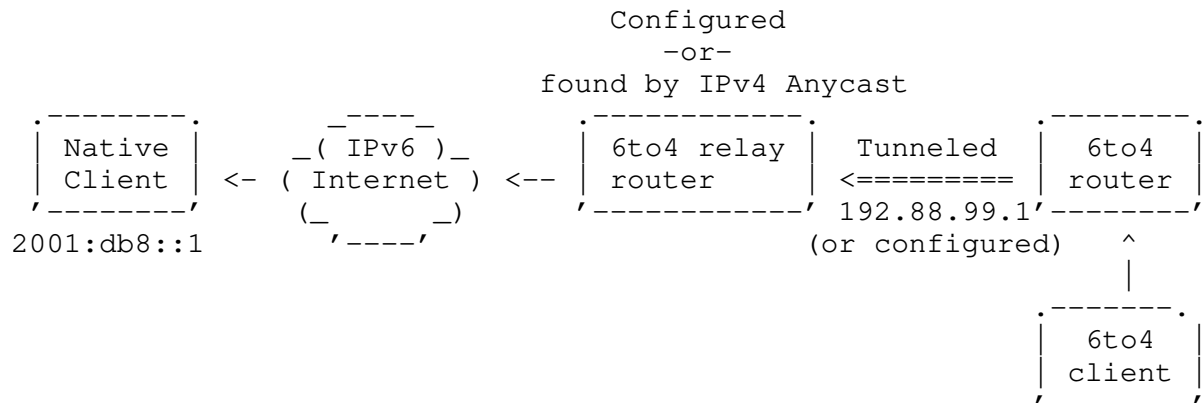 Configured
-or-
found by IPv4 Anycast
Native IPv6 6to4 relay Tunneled 6to4
Client <- ( Internet ) <-- router <========= router
192.88.99.1
2001:db8::1 (or configured) ^
6to4
client